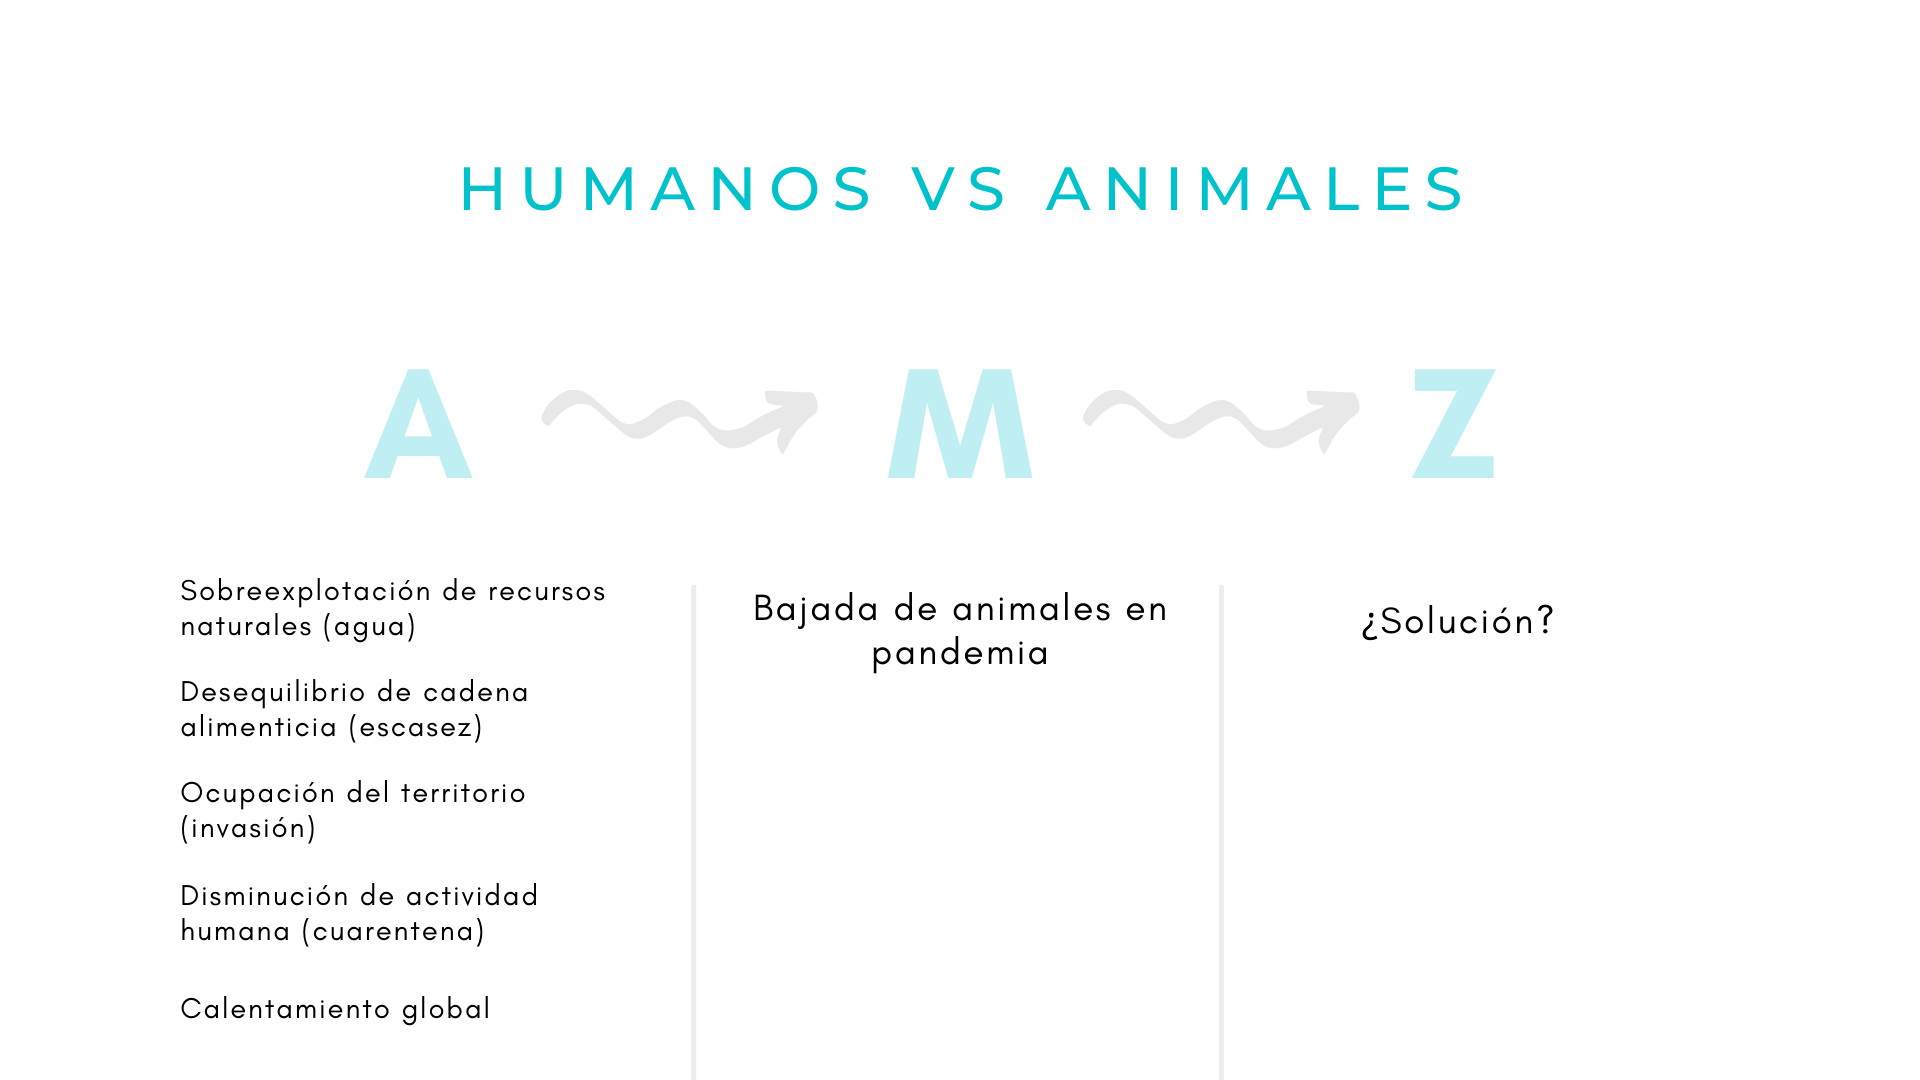 HUMANOS VS ANIMALES
A
M
Z
Sobreexplotación de recursos
naturales (agua)
Desequilibrio de cadena
alimenticia (escasez)
Ocupación del territorio
(invasión)
Disminución de actividad
humana (cuarentena)
Calentamiento global
Bajada de animales en
pandemia
¿Solución?